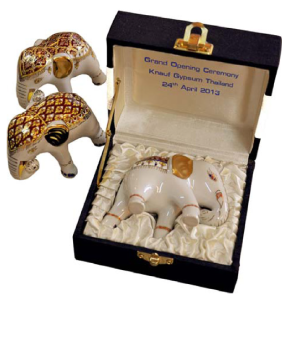 Grand Opening Ceremony
Knauf Gypsum Thailand
24th April 2013